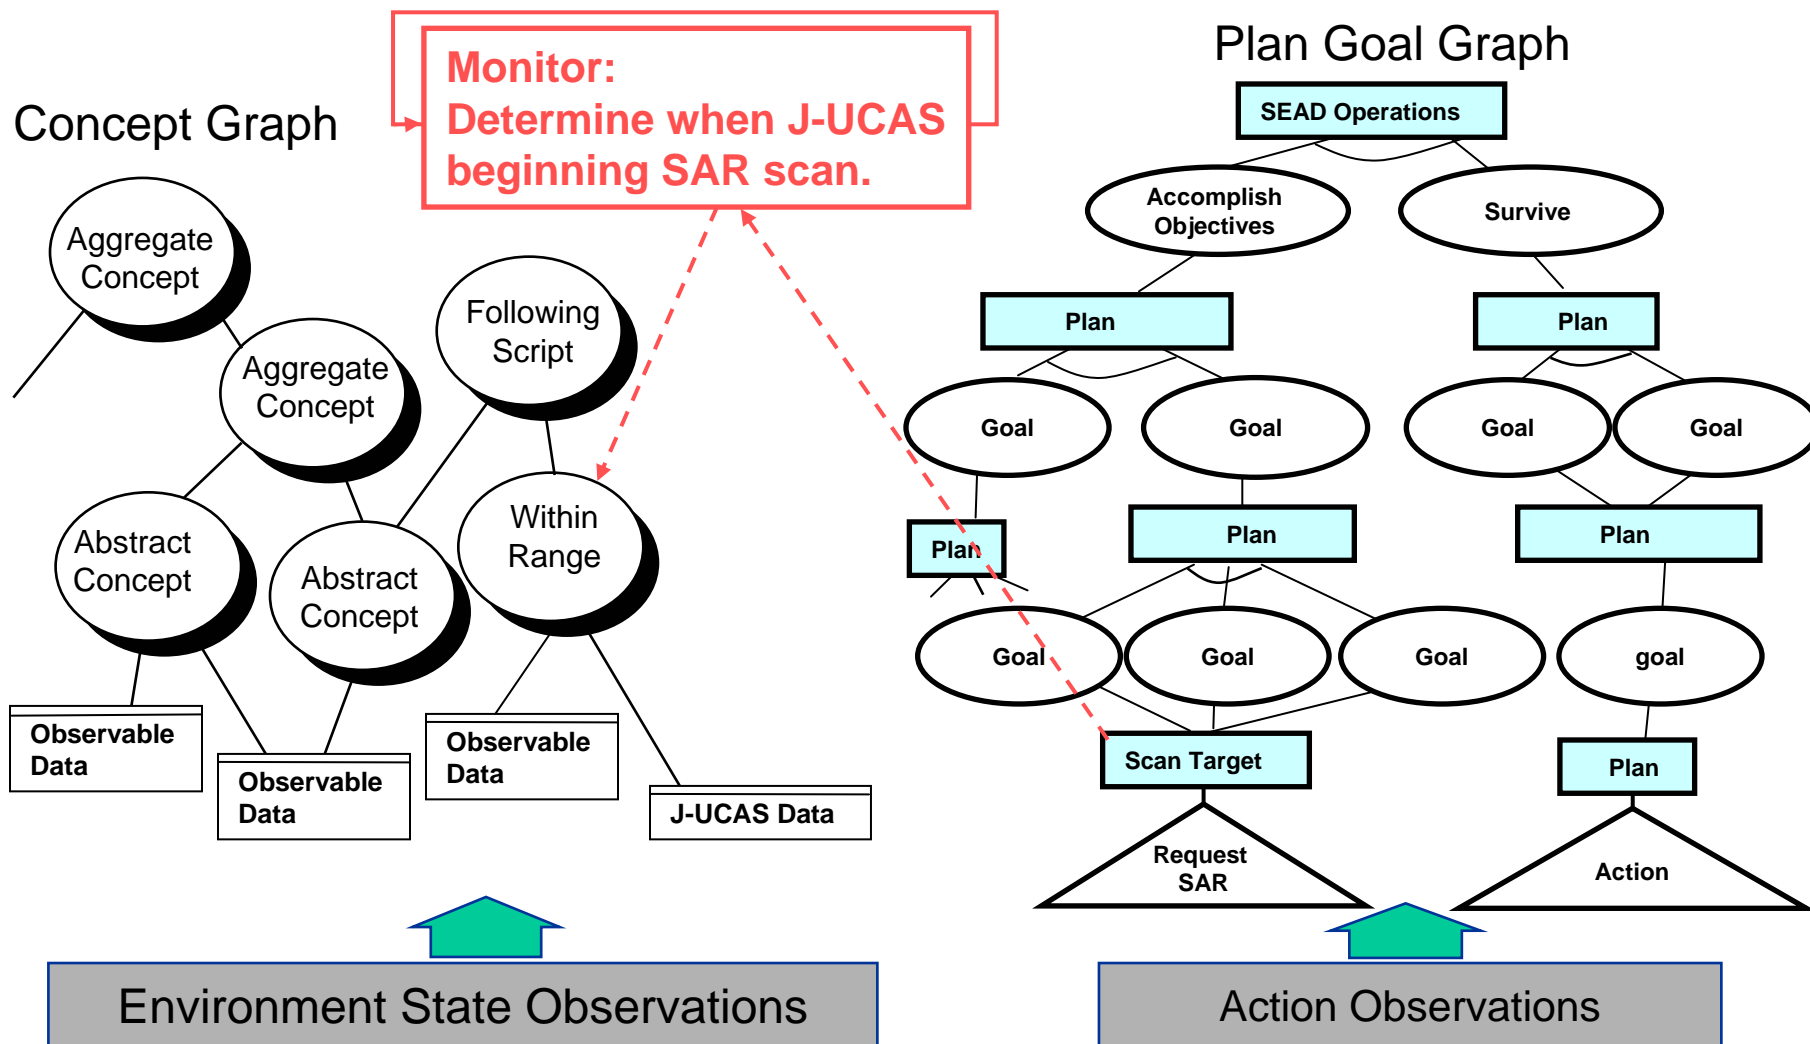 Plan Goal Graph
Concept Graph
Monitor:
Determine when J-UCAS
beginning SAR scan.
SEAD Operations
Accomplish
Objectives
Survive
Aggregate
Concept
Aggregate
Concept
Following
Script
Abstract
Concept
Abstract
Concept
Within
Range
Observable
Data
Observable
Data
Observable
Data
J-UCAS Data
Plan
Plan
Goal
Goal
Goal
Goal
Plan
Plan
Plan
Goal
Goal
Goal
goal
Scan Target
Plan
Request
SAR
Action
Environment State Observations
Action Observations